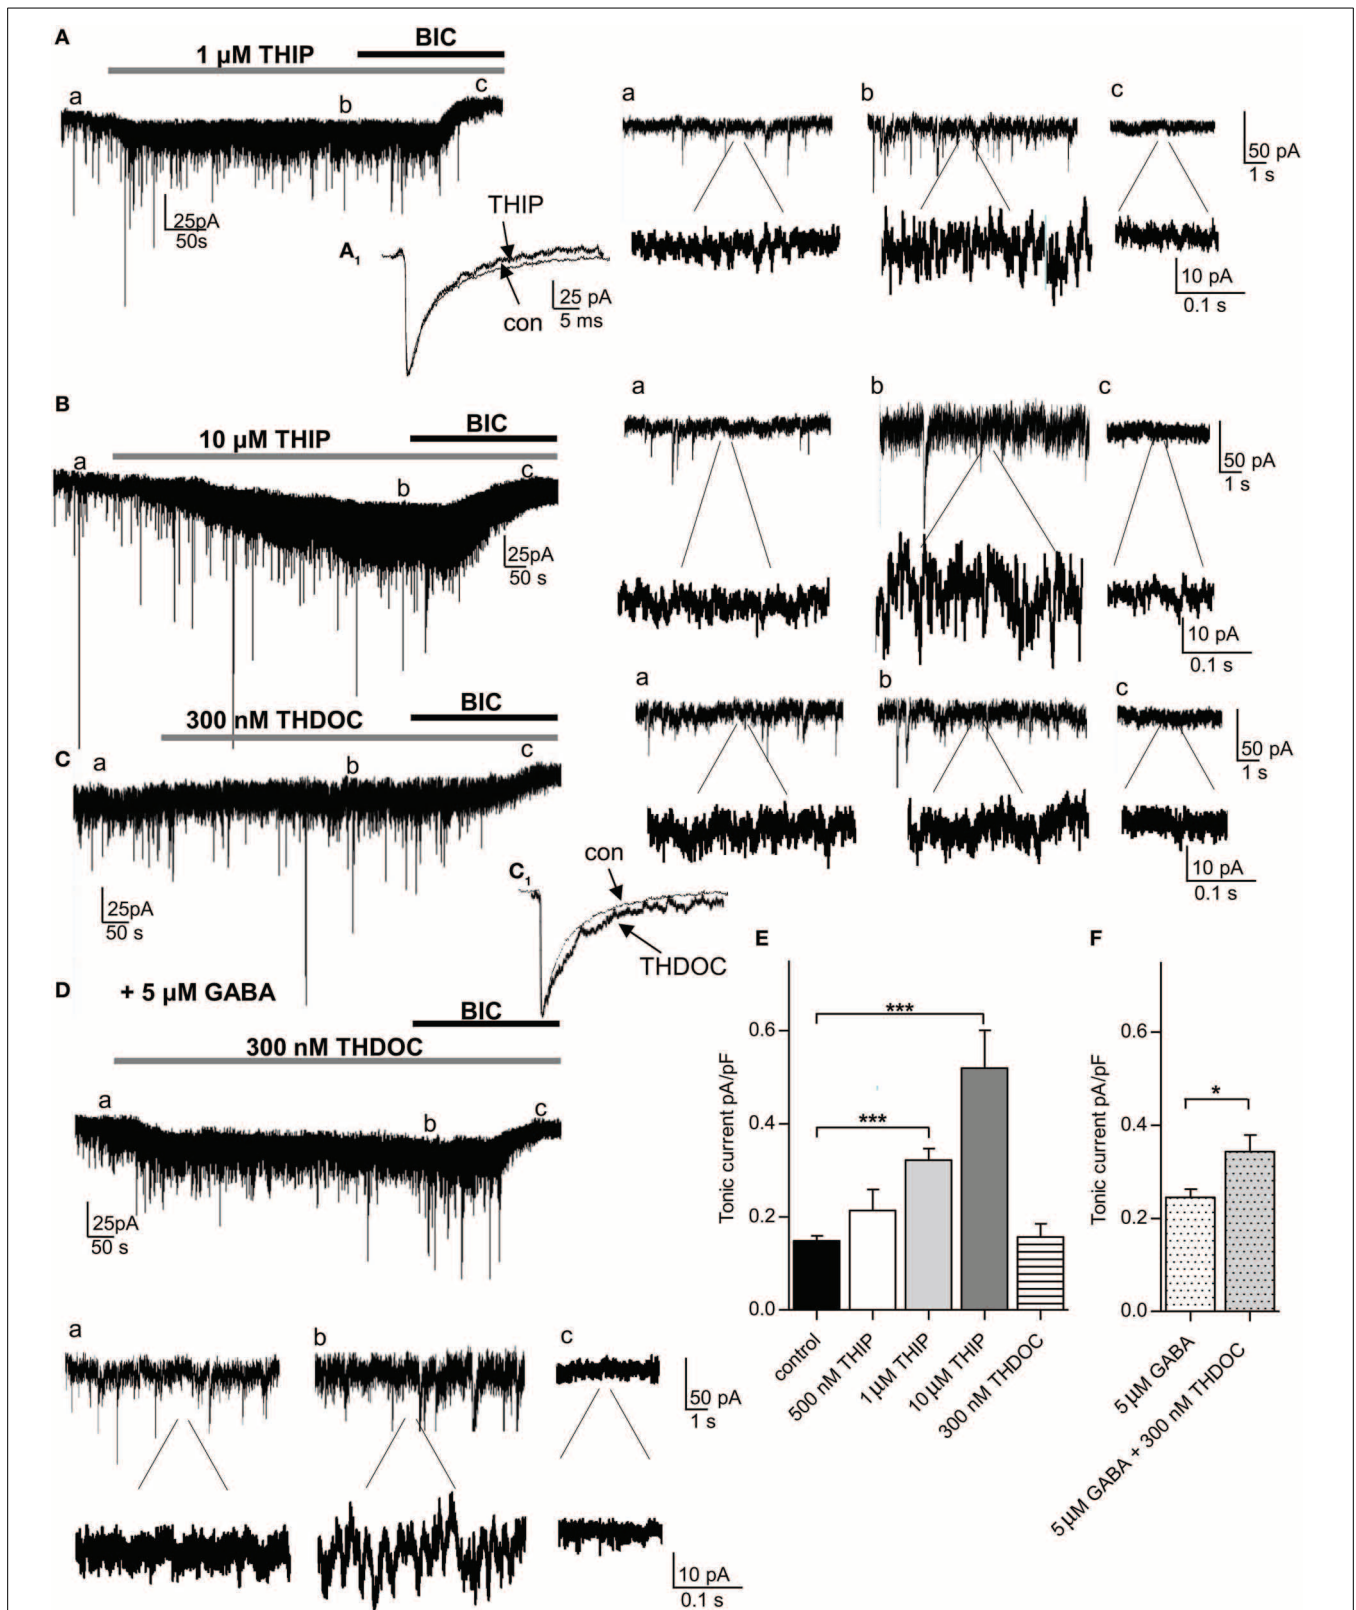 A
1 µM THIP
BIC
a
b
c
25pA
50s
A1
THIP
con
25 pA
5 ms
a
b
c
50 pA
1 s
10 pA
0.1 s
B
10 µM THIP
BIC
a
b
c
25pA
50 s
a
b
c
50 pA
1 s
10 pA
0.1 s
C
300 nM THDOC
BIC
a
b
c
25pA
50 s
C1
con
THDOC
a
b
c
50 pA
1 s
10 pA
0.1 s
D
+ 5 µM GABA
BIC
300 nM THDOC
a
b
c
25pA
50 s
a
b
c
50 pA
1 s
10 pA
0.1 s
E
Tonic current pA/pF
0.6
0.4
0.2
0.0
***
***
control
500 nM THIP
1 µM THIP
10 µM THIP
300 nM THDOC
F
Tonic current pA/pF
0.6
0.4
0.2
0.0
*
5 µM GABA
5 µM GABA + 300 nM THDOC